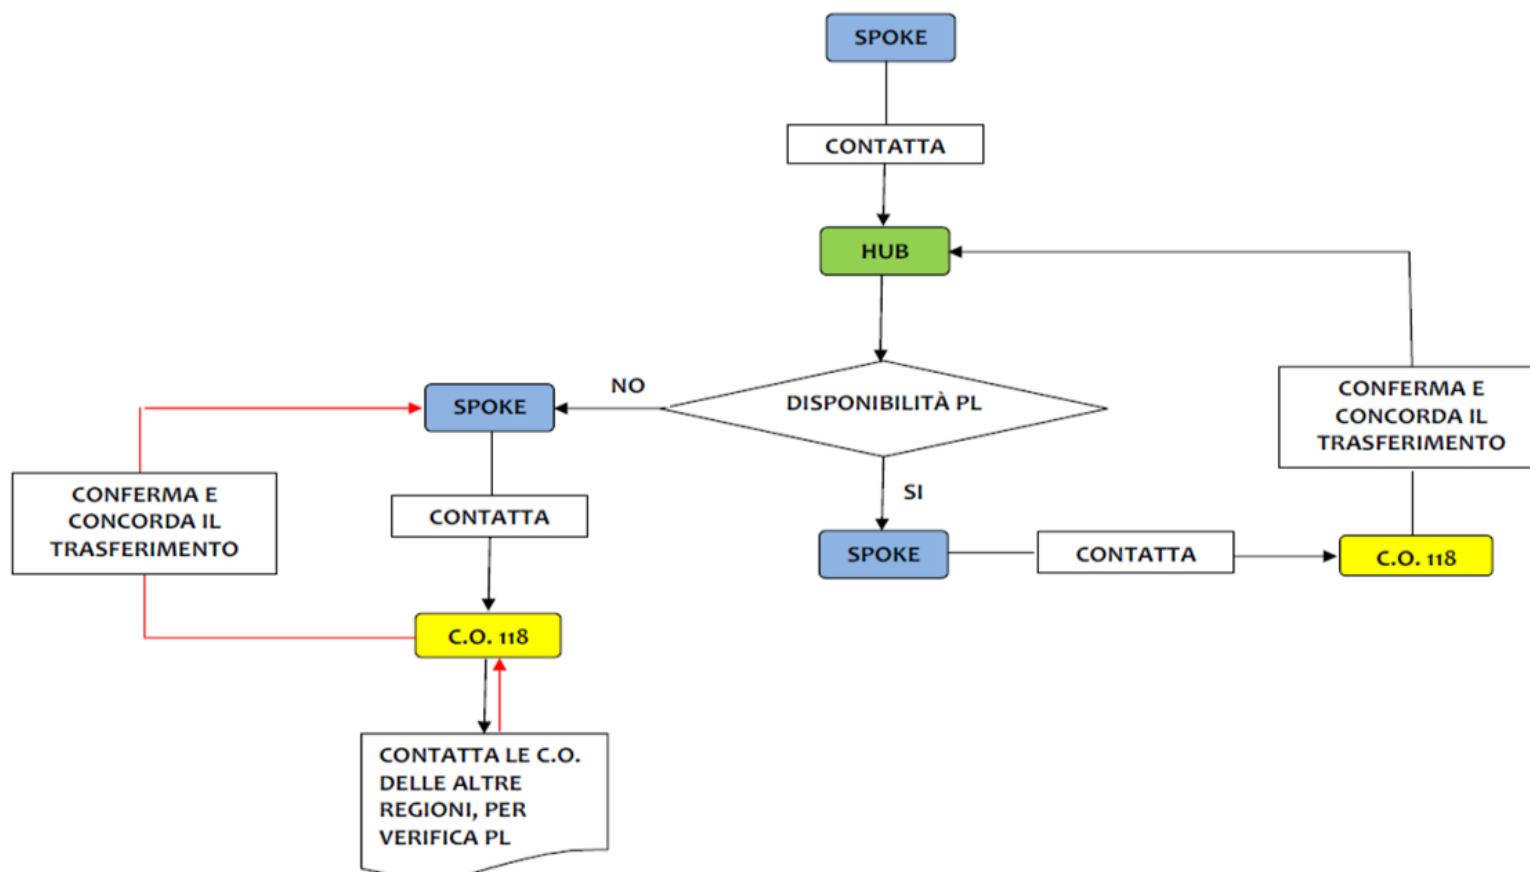 SPOKE
CONTATTA
HUB
DISPONIBILITÀ PL
NO
SPOKE
CONFERMA E
CONCORDA IL
TRASFERIMENTO
CONFERMA E
CONCORDA IL
TRASFERIMENTO
CONTATTA
SI
SPOKE
CONTATTA
C.O. 118
C.O. 118
CONTATTA LE C.O.
DELLE ALTRE
REGIONI, PER
VERIFICA PL